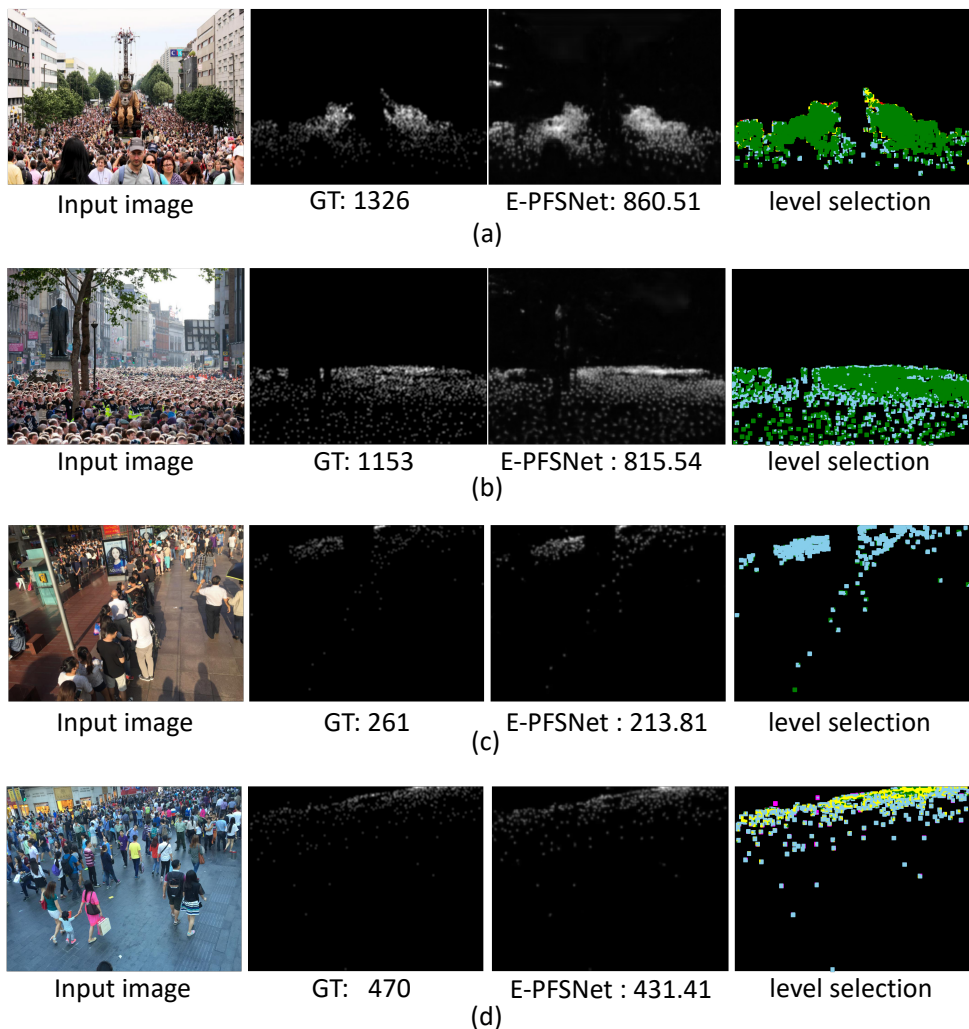 Input image GT: 1326 E-PFSNet: 860.51 level selection
(a)
Input image GT: 1153 E-PFSNet : 815.54 level selection
(b)
Input image GT: 261 E-PFSNet : 213.81 level selection
(c)
Input image GT: 470 E-PFSNet : 431.41 level selection
(d)